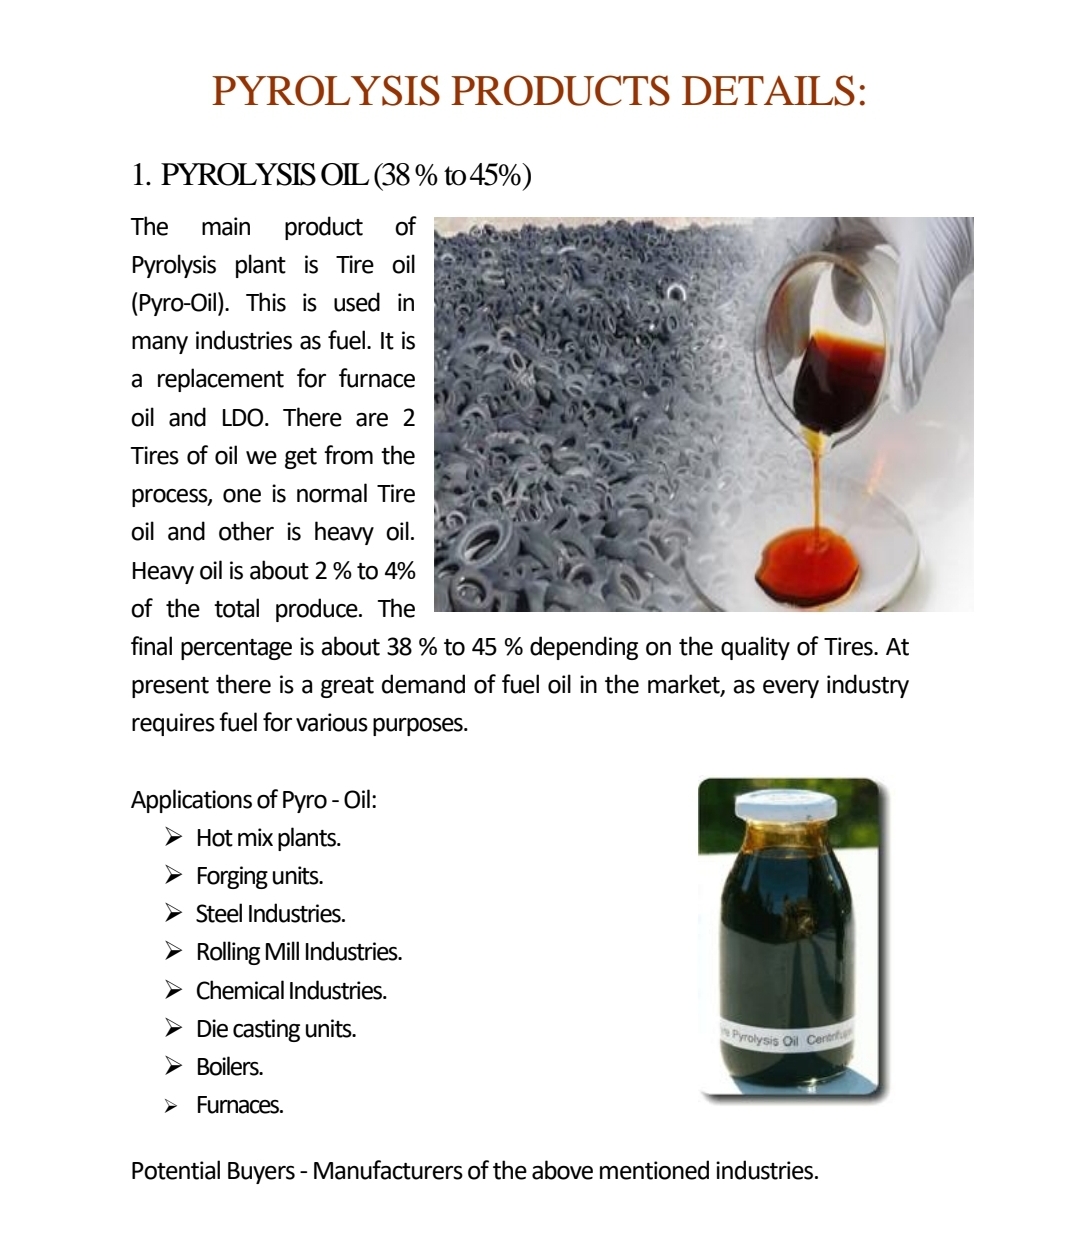 PYROLYSIS PRODUCTS DETAILS:
1. PYROLYSIS OIL (38 % to 45%)
The main product of
Pyrolysis plant is Tire oil
(Pyro-Oil). This is used in
many industries as fuel. It is
a replacement for furnace
oil and LDO. There are 2
Tires of oil we get from the
process, one is normal Tire
oil and other is heavy oil.
Heavy oil is about 2 % to 4%
of the total produce. The
final percentage is about 38 % to 45 % depending on the quality of Tires. At
present there is a great demand of fuel oil in the market, as every industry
requires fuel for various purposes.
Applications of Pyro - Oil:
➢ Hot mix plants.
➢ Forging units.
➢ Steel Industries.
➢ Rolling Mill Industries.
➢ Chemical Industries.
➢ Die casting units.
➢ Boilers.
➢ Furnaces.
Pyrolysis Oil
Potential Buyers - Manufacturers of the above mentioned industries.